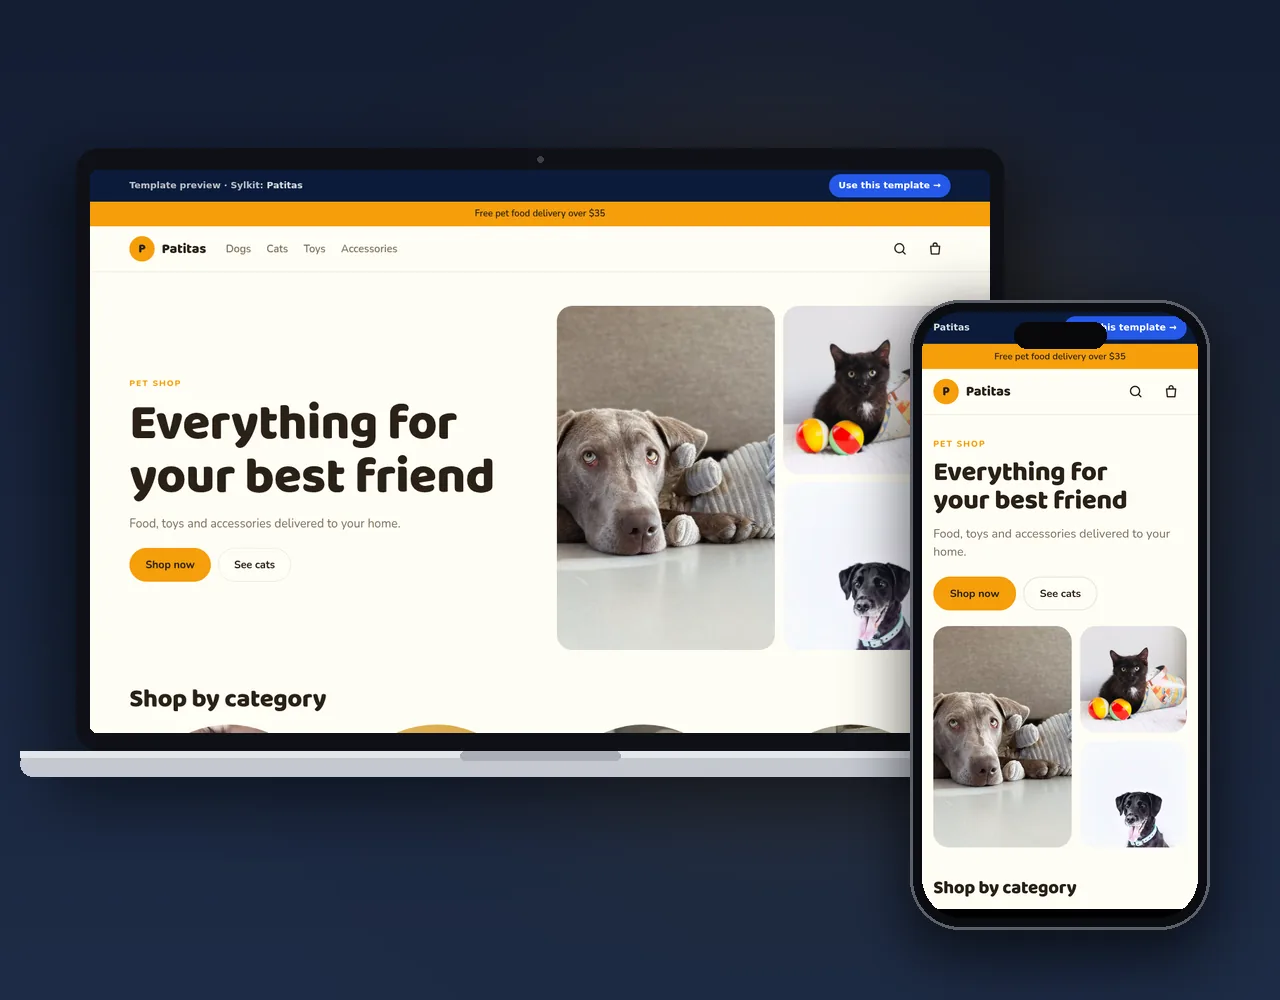 Template preview · Sylkit: Patitas
Use this template →
Free pet food delivery over $35
P Patitas Dogs Cats Toys Accessories
PET SHOP
Everything for
your best friend
Food, toys and accessories delivered to your home.
Shop now See cats
Shop by category
Patitas
his template →
Free pet food delivery over $35
P Patitas
PET SHOP
Everything for
your best friend
Food, toys and accessories delivered to your
home.
Shop now See cats
Shop by category